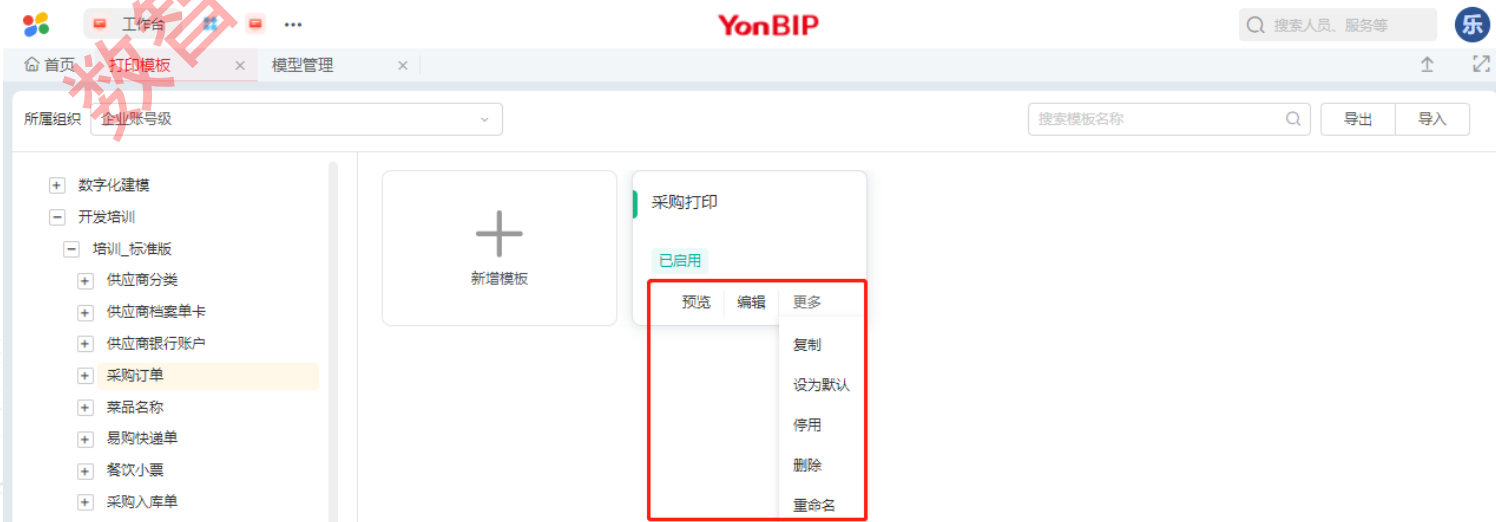 工作台
YonBIP
搜索人员、服务等
乐
首页
打印模板
模型管理
数智
所属组织
企业账号级
搜索模板名称
导出
导入
数字化建模
开发培训
培训_标准版
供应商分类
供应商档案单卡
供应商银行账户
采购订单
菜品名称
易购快递单
餐饮小票
采购入库单
新增模板
采购打印
已启用
预览
编辑
更多
复制
设为默认
停用
删除
重命名